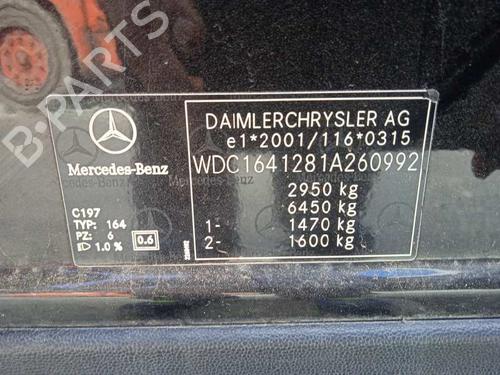 DAIMLERCHRYSLER AG
e1*2001/116*0315
WDC1641281A260992
2950 kg
6450 kg
1- 1470 kg
2- 1600 kg
Mercedes-Benz
C197
TYP: 164
PZ: 6
1.0 %
0.6
B-PARTS